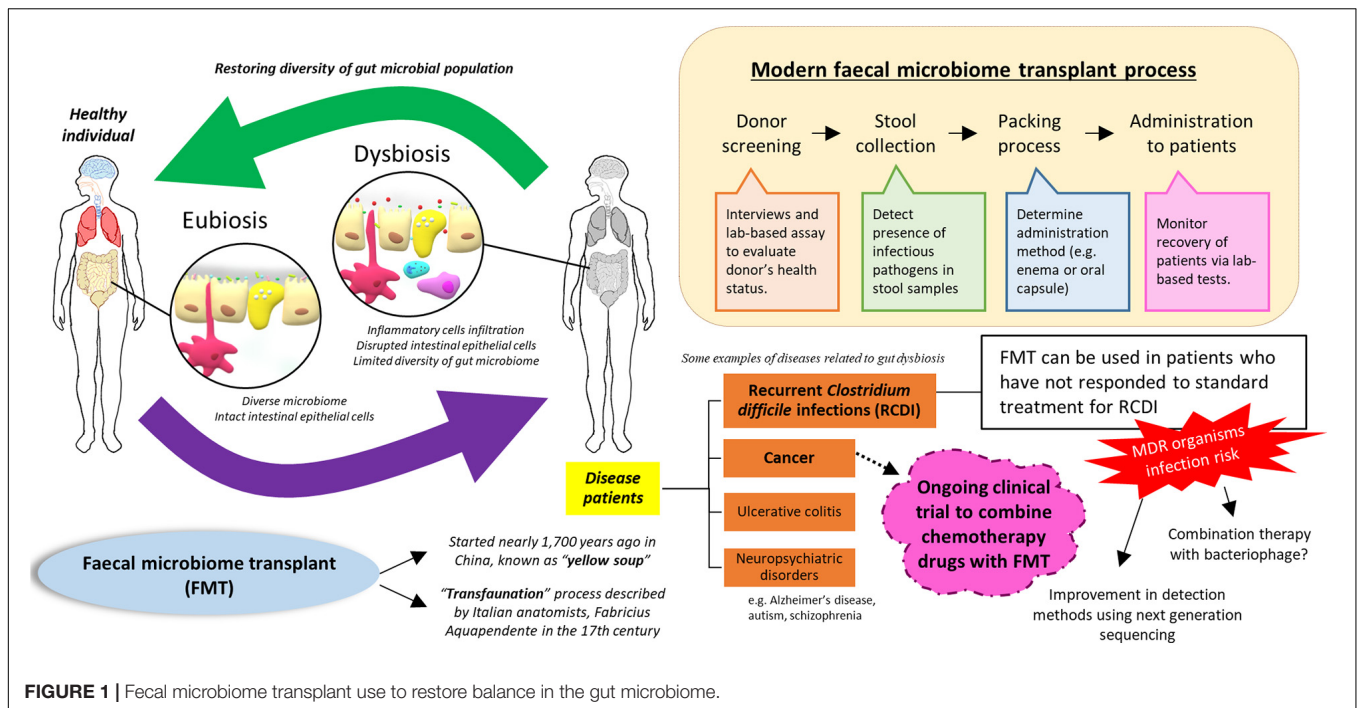 Restoring diversity of gut microbial population
Healthy
individual
Dysbiosis
Eubiosis
Inflammatory cells infiltration
Disrupted intestinal epithelial cells
Limited diversity of gut microbiome
Diverse microbiome
Intact intestinal epithelial cells
Modern faecal microbiome transplant process
Donor
screening
Stool
collection
Packing
process
Administration
to patients
Interviews and
lab-based assay
to evaluate
donor's health
status.
Detect
presence of
infectious
pathogens in
stool samples
Determine
administration
method (e.g.
enema or oral
capsule)
Monitor
recovery of
patients via lab-
based tests.
Some examples of diseases related to gut dysbiosis
Disease
patients
Recurrent Clostridium
difficile infections (RCDI)
Cancer
Ulcerative colitis
Neuropsychiatric
disorders
e.g. Alzheimer's disease,
autism, schizophrenia
FMT can be used in patients who
have not responded to standard
treatment for RCDI
MDR organisms
infection risk
Ongoing clinical
trial to combine
chemotherapy
drugs with FMT
Combination therapy
with bacteriophage?
Improvement in detection
methods using next generation
sequencing
Faecal microbiome transplant
(FMT)
Started nearly 1,700 years ago in
China, known as "yellow soup"
"Transfaunation" process described
by Italian anatomists, Fabricius
Aquapendente in the 17th century
FIGURE 1 | Fecal microbiome transplant use to restore balance in the gut microbiome.